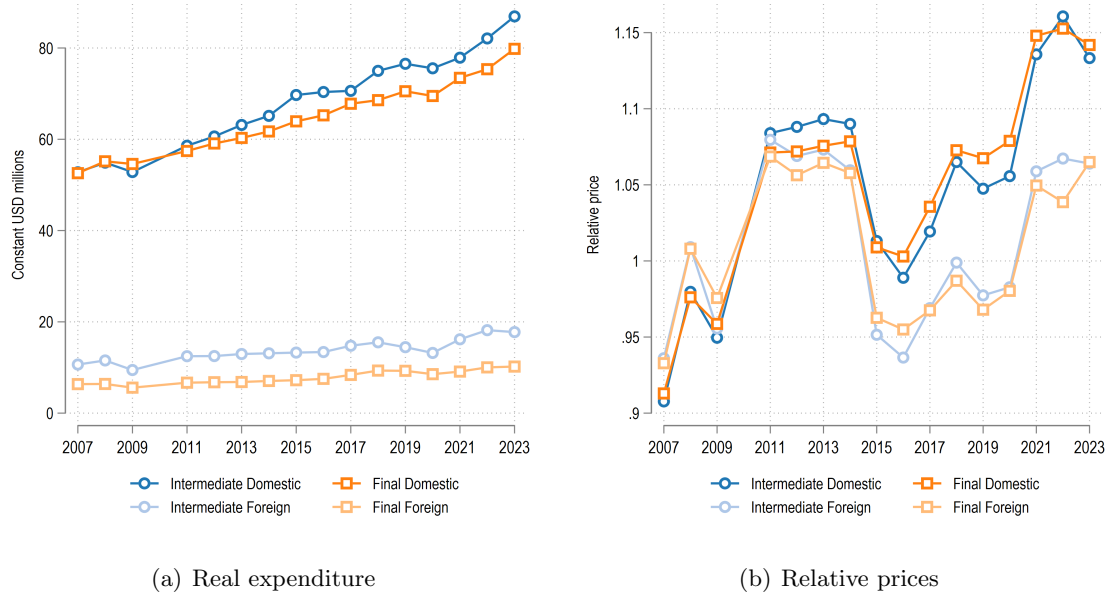 Constant USD millions
80
60
40
20
0
2007 2009 2011 2013 2015 2017 2019 2021 2023
Intermediate Domestic Final Domestic
Intermediate Foreign Final Foreign
(a) Real expenditure
Relative price
1.15
1.1
1.05
1
.95
.9
2007 2009 2011 2013 2015 2017 2019 2021 2023
Intermediate Domestic Final Domestic
Intermediate Foreign Final Foreign
(b) Relative prices